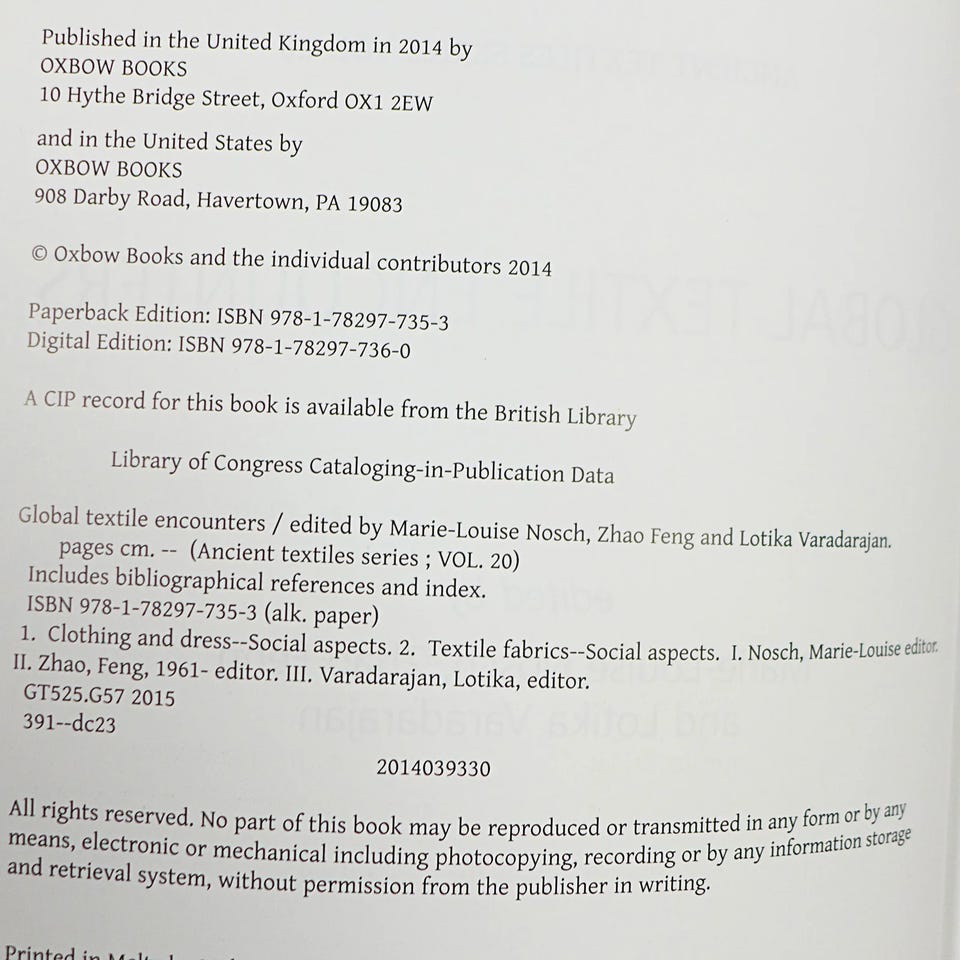 Published in the United Kingdom in 2014 by
OXBOW BOOKS
10 Hythe Bridge Street, Oxford OX1 2EW
and in the United States by
OXBOW BOOKS
908 Darby Road, Havertown, PA 19083
© Oxbow Books and the individual contributors 2014
Paperback Edition: ISBN 978-1-78297-735-3
Digital Edition: ISBN 978-1-78297-736-0
A CIP record for this book is available from the British Library
Library of Congress Cataloging-in-Publication Data
Global textile encounters / edited by Marie-Louise Nosch, Zhao Feng and Lotika Varadarajan.
pages cm. -- (Ancient textiles series ; VOL. 20)
Includes bibliographical references and index.
ISBN 978-1-78297-735-3 (alk. paper)
1. Clothing and dress--Social aspects. 2. Textile fabrics--Social aspects. I. Nosch, Marie-Louise editor.
II. Zhao, Feng, 1961- editor. III. Varadarajan, Lotika, editor.
GT525.G57 2015
391--dc23
2014039330
All rights reserved. No part of this book may be reproduced or transmitted in any form or by any
means, electronic or mechanical including photocopying, recording or by any information storage
and retrieval system, without permission from the publisher in writing.
Printed in